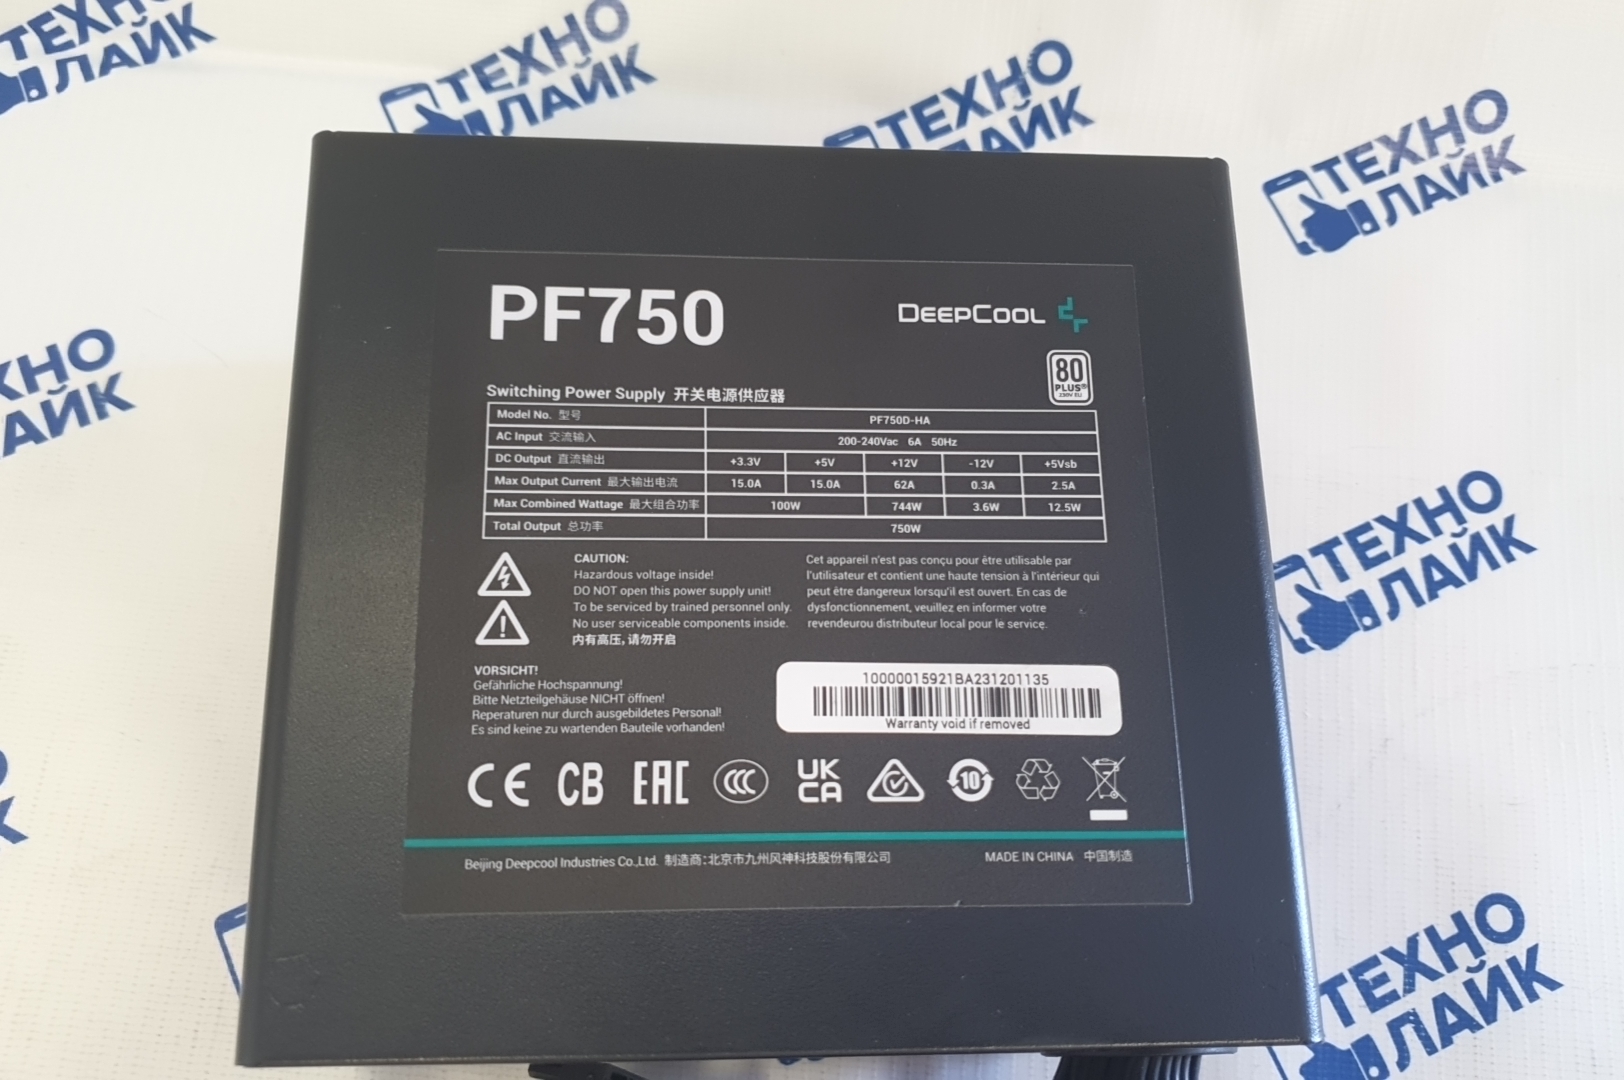 ТЕХНО
ЛАЙК
ТЕХНО
ЛАЙК
ТЕХНО
ЛАЙК
ТЕХНО
ЛАЙК
PF750
DEEPCOOL
80
PLUS®
230V EU
Switching Power Supply 开关电源供应器
Model No. 型号 PF750D-HA
AC Input 交流输入 200-240Vac 6A 50Hz
DC Output 直流输出 +3.3V +5V +12V -12V +5Vsb
Max Output Current 最大输出电流 15.0A 15.0A 62A 0.3A 2.5A
Max Combined Wattage 最大组合功率 100W 744W 3.6W 12.5W
Total Output 总功率 750W
CAUTION:
Hazardous voltage inside!
DO NOT open this power supply unit!
To be serviced by trained personnel only.
No user serviceable components inside.
内有高压，请勿开启
Cet appareil n'est pas conçu pour être utilisable par
l'utilisateur et contient une haute tension à l'intérieur qui
peut être dangereux lorsqu'il est ouvert. En cas de
dysfonctionnement, veuillez en informer votre
revendeurou distributeur local pour le service.
VORSICHT!
Gefährliche Hochspannung!
Bitte Netzteilgehäuse NICHT öffnen!
Reperaturen nur durch ausgebildetes Personal!
Es sind keine zu wartenden Bauteile vorhanden!
10000015921BA231201135
Warranty void if removed
CE CB EAC CCC UK
CA
10
Beijing Deepcool Industries Co.,Ltd. 制造商：北京市九州风神科技股份有限公司
MADE IN CHINA 中国制造
ХНО
АЙК
ТЕХНО
ЛАЙК
ТЕХНО
ЛАЙК